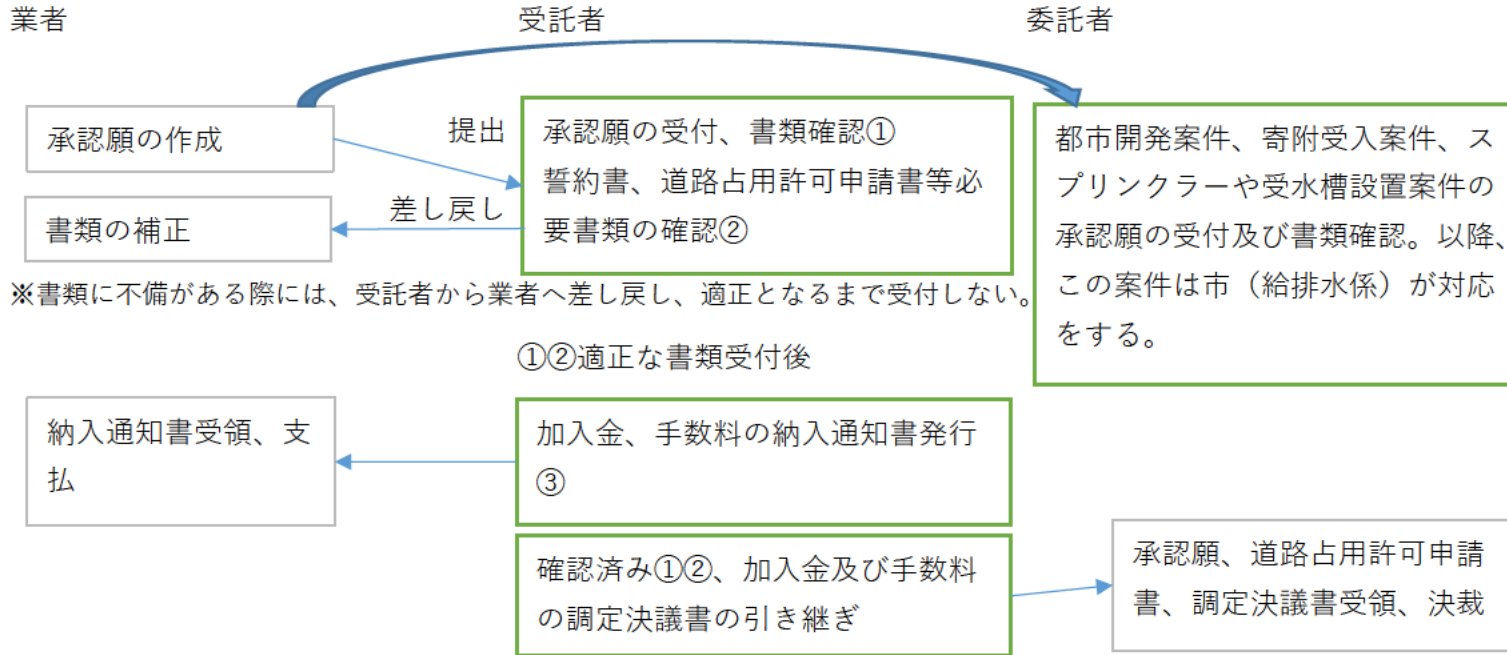 業者
受託者
委託者
承認願の作成
提出
承認願の受付、書類確認①
誓約書、道路占用許可申請書等必
要書類の確認②
差し戻し
書類の補正
都市開発案件、寄附受入案件、ス
プリンクラーや受水槽設置案件の
承認願の受付及び書類確認。以降、
この案件は市（給排水係）が対応
をする。
※書類に不備がある際には、受託者から業者へ差し戻し、適正となるまで受付しない。
①②適正な書類受付後
納入通知書受領、支
払
加入金、手数料の納入通知書発行
③
確認済み①②、加入金及び手数料
の調定決議書の引き継ぎ
承認願、道路占用許可申請
書、調定決議書受領、決裁